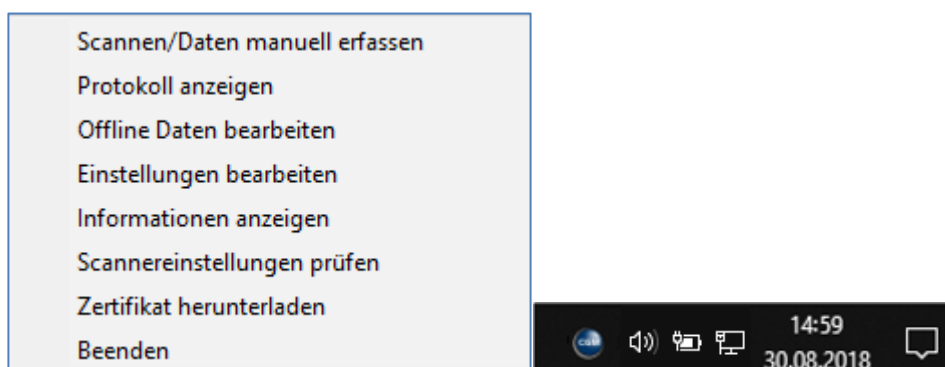 Scannen/Daten manuell erfassen
Protokoll anzeigen
Offline Daten bearbeiten
Einstellungen bearbeiten
Informationen anzeigen
Scannereinstellungen prüfen
Zertifikat herunterladen
Beenden
CGM
14:59
30.08.2018